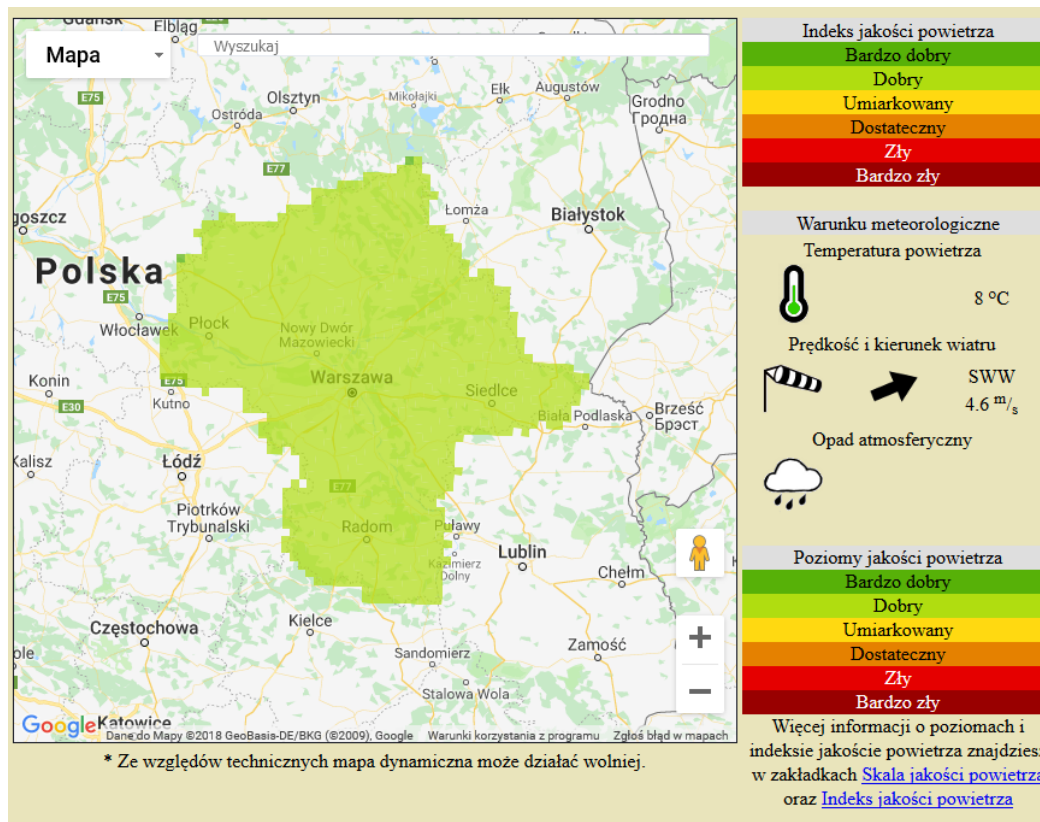 Gdańsk
Elbląg
Mapa
Wyszukaj
E75
Olsztyn
Mikołajki
Ełk
Augustów
Ostróda
Grodno
Гродна
E77
goszcz
Łomża
Białystok
Polska
E75
Włocławek
Płock
Nowy Dwór
Mazowiecki
Warszawa
Siedlce
Konin
E75
Kutno
E30
Biała Podlaska
Brześć
Брэст
Kalisz
Łódź
E77
Piotrków
Trybunalski
Radom
Puławy
Lublin
Kazimierz
Dolny
Chełm
Częstochowa
Kielce
Zamość
ole
Sandomierz
Stalowa Wola
Google
Katowice
Dane do Mapy ©2018 GeoBasis-DE/BKG (©2009), Google
Warunki korzystania z programu
Zgłoś błąd w mapach
* Ze względów technicznych mapa dynamiczna może działać wolniej.
Indeks jakości powietrza
Bardzo dobry
Dobry
Umiarkowany
Dostateczny
Zły
Bardzo zły
Warunku meteorologiczne
Temperatura powietrza
8 °C
Prędkość i kierunek wiatru
SWW
4.6 m/s
Opad atmosferyczny
Poziomy jakości powietrza
Bardzo dobry
Dobry
Umiarkowany
Dostateczny
Zły
Bardzo zły
Więcej informacji o poziomach i
indeksie jakoście powietrza znajdziesz
w zakładkach Skala jakości powietrza
oraz Indeks jakości powietrza